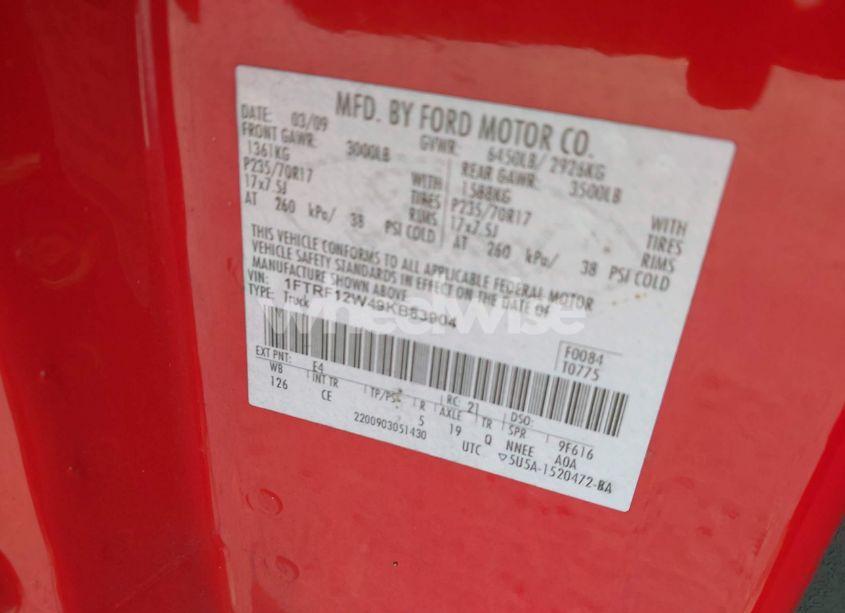 MFD. BY FORD MOTOR CO.
DATE: 03/09 GVWR: 6450LB/ 2926KG
FRONT GAWR: 3000LB REAR GAWR: 3500LB
1361KG WITH 1588KG WITH
P235/70R17 TIRES P235/70R17 TIRES
17x7.5J RIMS 17x7.5J RIMS
AT 260 kPa/ 38 PSI COLD AT 260 kPa/ 38 PSI COLD
THIS VEHICLE CONFORMS TO ALL APPLICABLE FEDERAL MOTOR
VEHICLE SAFETY STANDARDS IN EFFECT ON THE DATE OF
MANUFACTURE SHOWN ABOVE.
VIN: 1FTRF12W49KB83904
TYPE: Truck
wheelwise
F0084
T0775
EXT PNT: E4 RC: 21 DSO:
WB INT TR TP/PS R AXLE TR SPR
126 CE 5 19 Q NNEE A0A 9F616
2200903051430 UTC 5U5A-1520472-BA